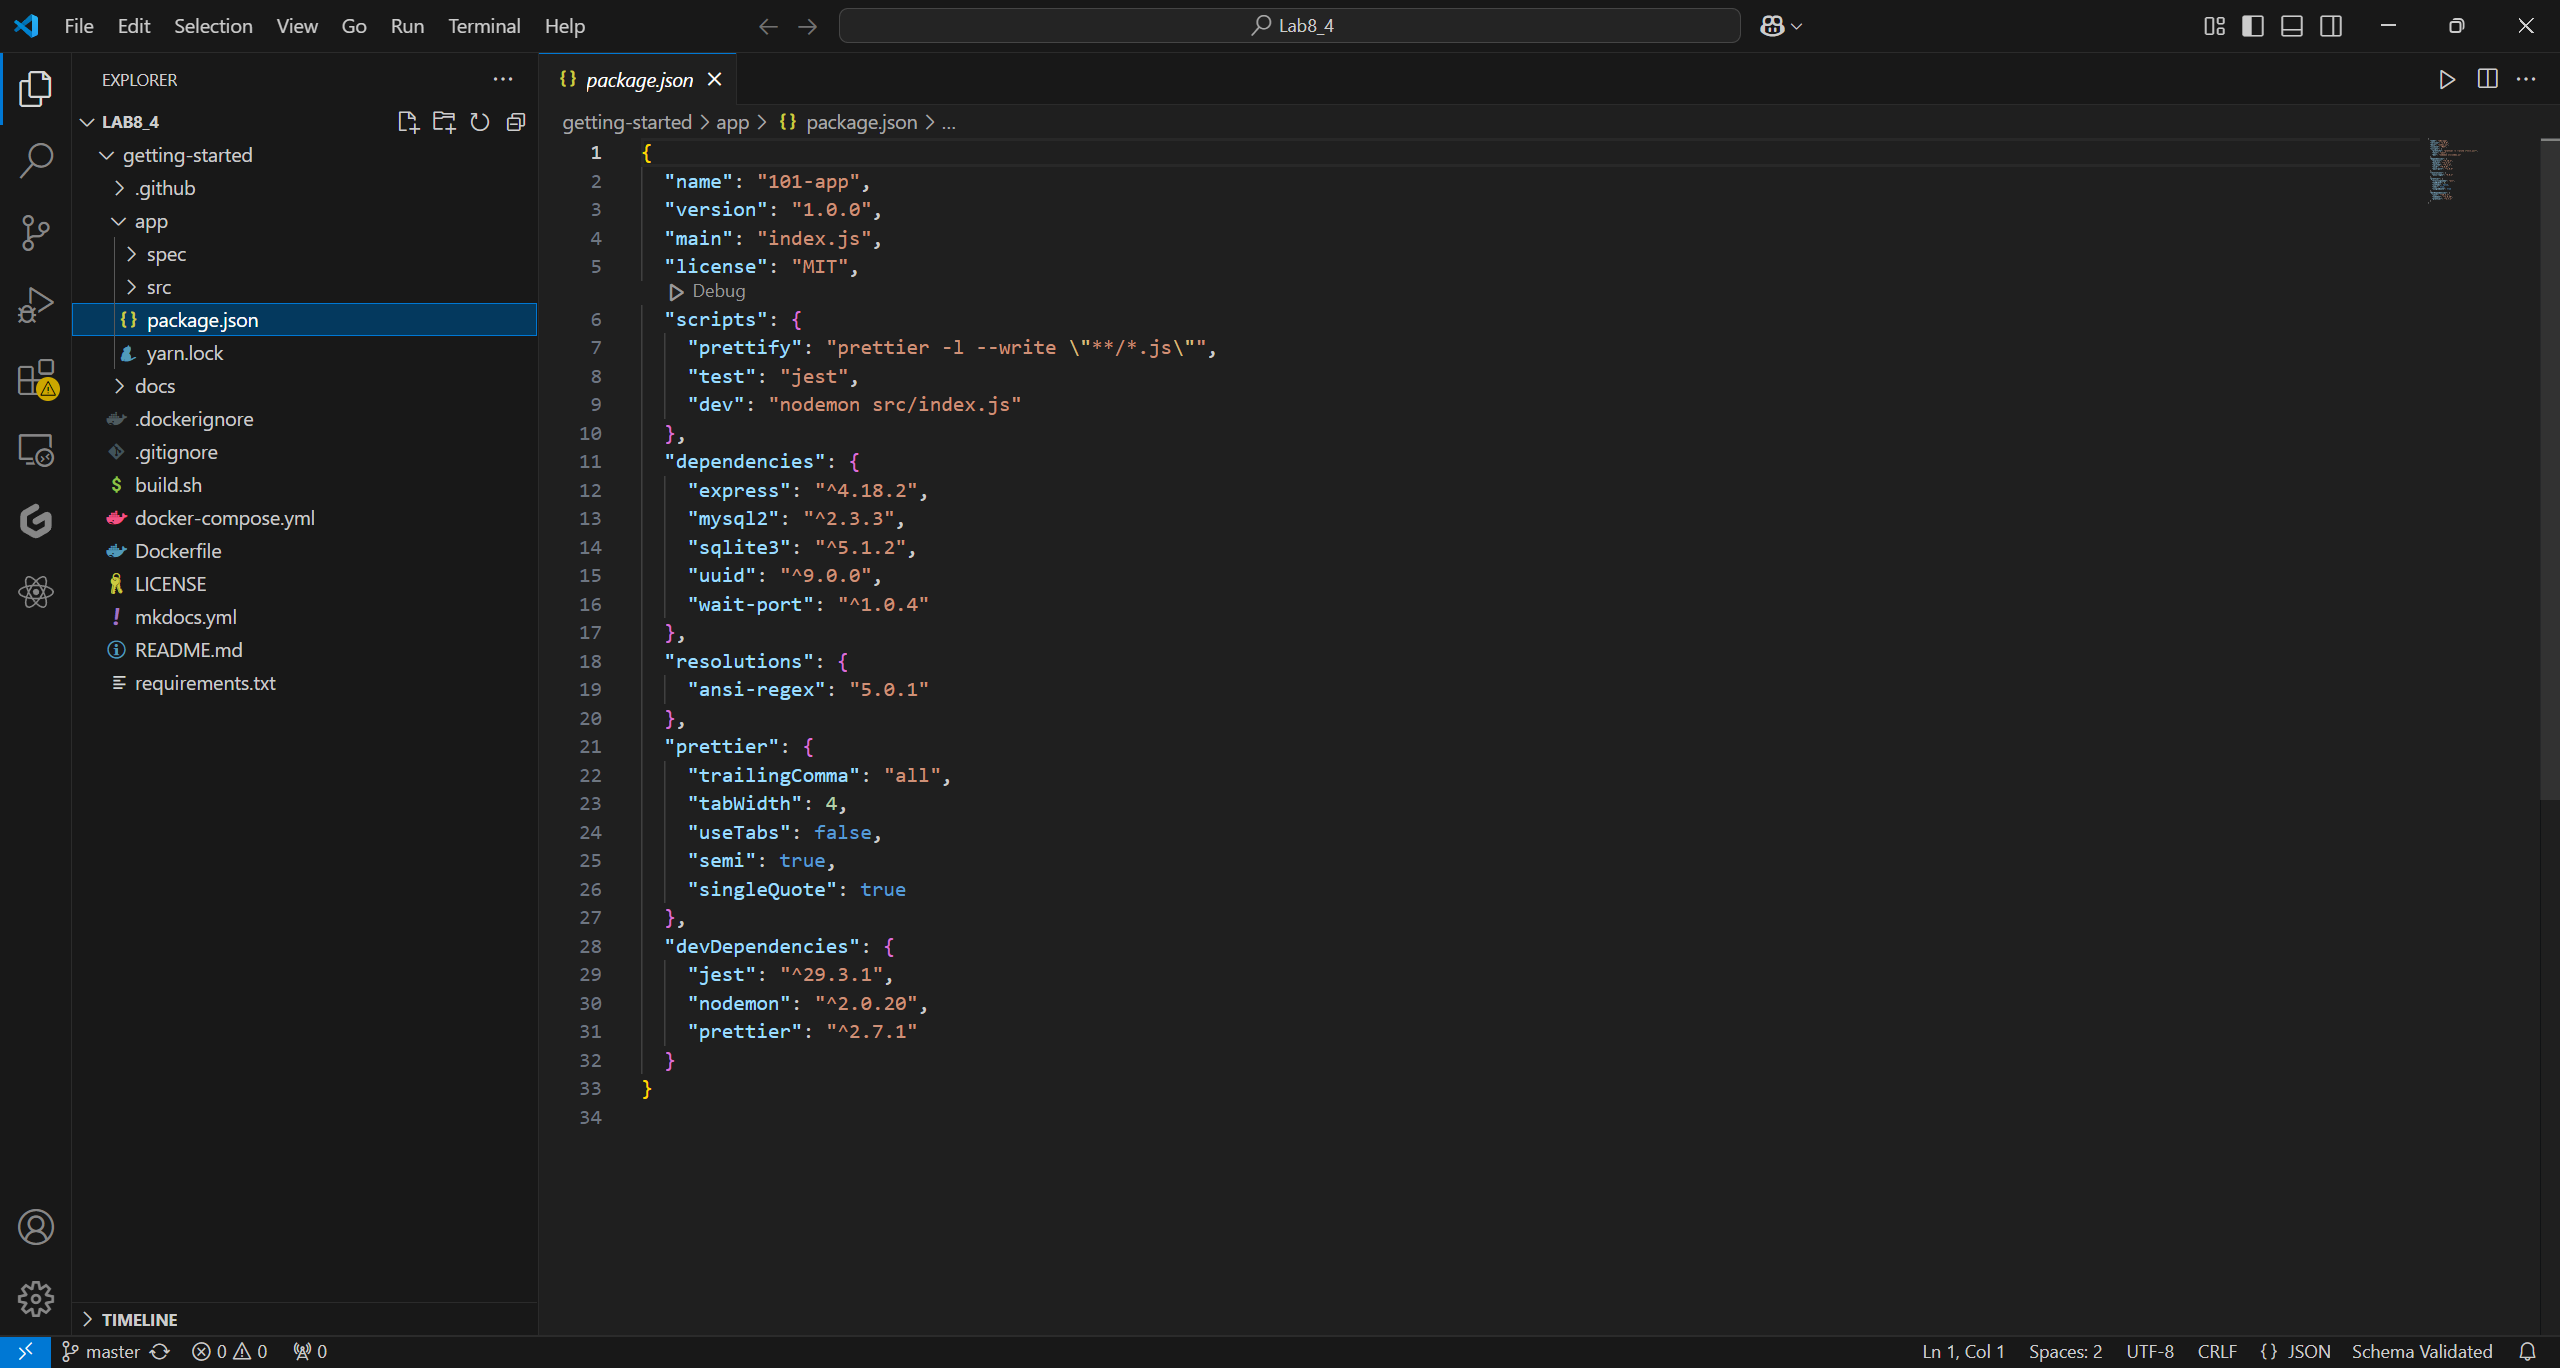 File Edit Selection View Go Run Terminal Help
Lab8_4
EXPLORER
LAB8_4
getting-started
.github
app
spec
src
package.json
yarn.lock
docs
.dockerignore
.gitignore
build.sh
docker-compose.yml
Dockerfile
LICENSE
mkdocs.yml
README.md
requirements.txt
TIMELINE
package.json
getting-started > app > {} package.json > ...
1 {
2 "name": "101-app",
3 "version": "1.0.0",
4 "main": "index.js",
5 "license": "MIT",
Debug
6 "scripts": {
7 "prettify": "prettier -l --write \"**/*.js\"",
8 "test": "jest",
9 "dev": "nodemon src/index.js"
10 },
11 "dependencies": {
12 "express": "^4.18.2",
13 "mysql2": "^2.3.3",
14 "sqlite3": "^5.1.2",
15 "uuid": "^9.0.0",
16 "wait-port": "^1.0.4"
17 },
18 "resolutions": {
19 "ansi-regex": "5.0.1"
20 },
21 "prettier": {
22 "trailingComma": "all",
23 "tabWidth": 4,
24 "useTabs": false,
25 "semi": true,
26 "singleQuote": true
27 },
28 "devDependencies": {
29 "jest": "^29.3.1",
30 "nodemon": "^2.0.20",
31 "prettier": "^2.7.1"
32 }
33 }
34
master 0 0 0
Ln 1, Col 1 Spaces: 2 UTF-8 CRLF {} JSON Schema Validated